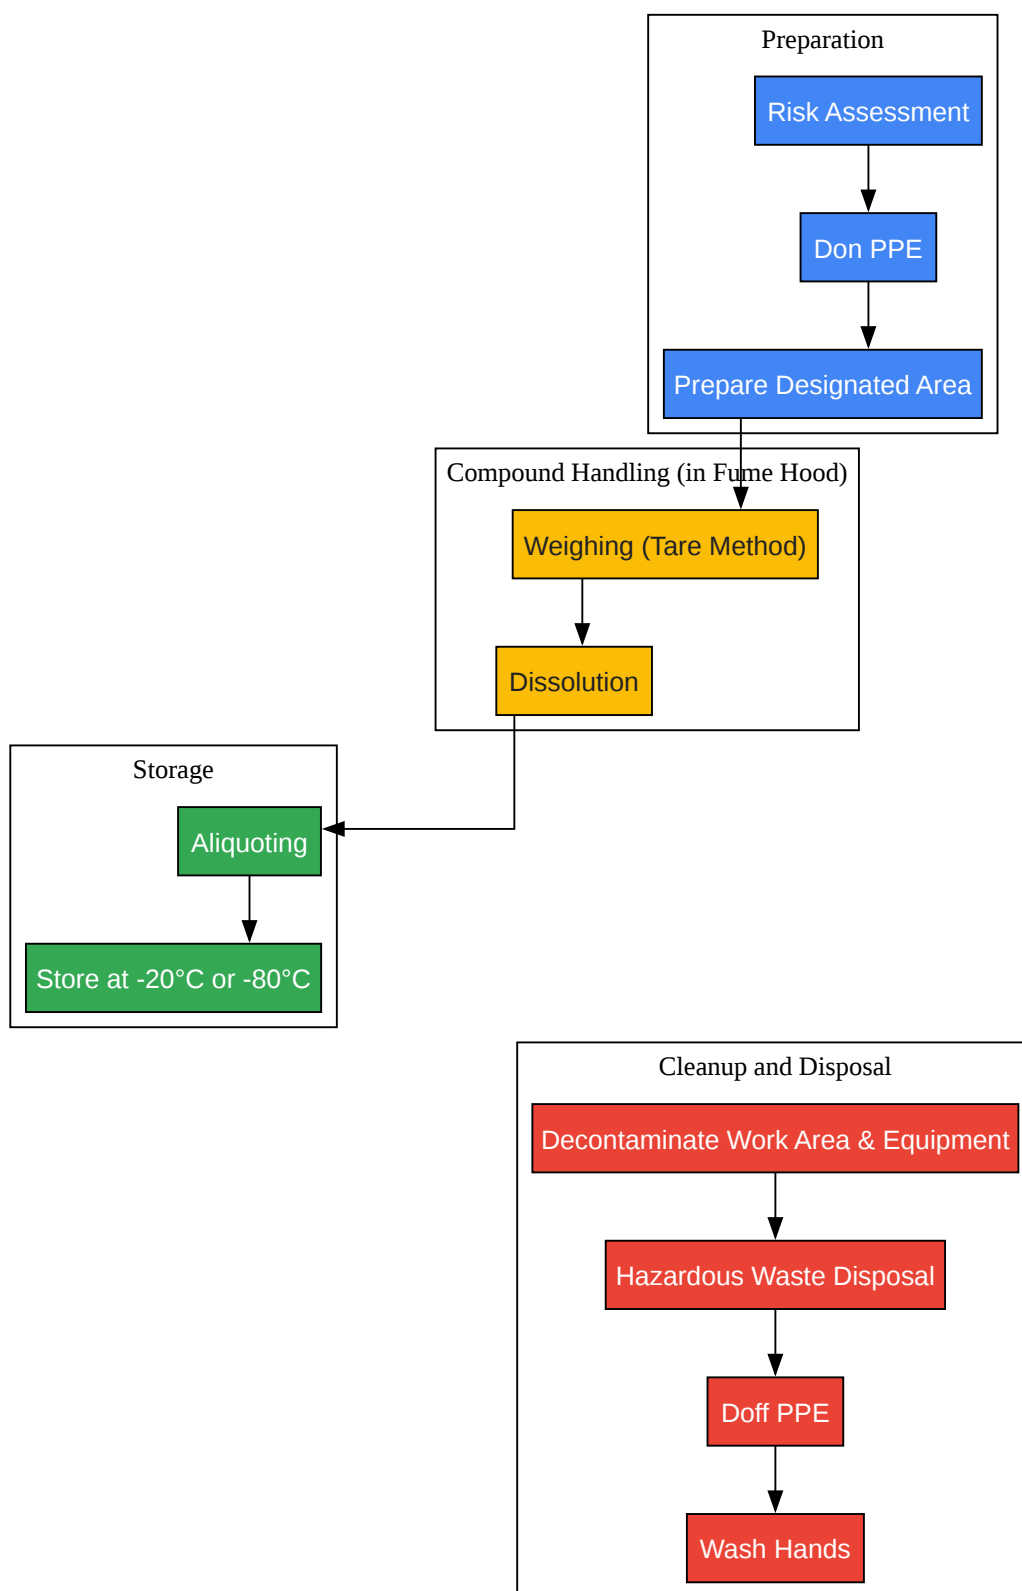 Preparation
Risk Assessment
Don PPE
Prepare Designated Area
Compound Handling (in Fume Hood)
Weighing (Tare Method)
Dissolution
Storage
Aliquoting
Store at -20°C or -80°C
Cleanup and Disposal
Decontaminate Work Area & Equipment
Hazardous Waste Disposal
Doff PPE
Wash Hands